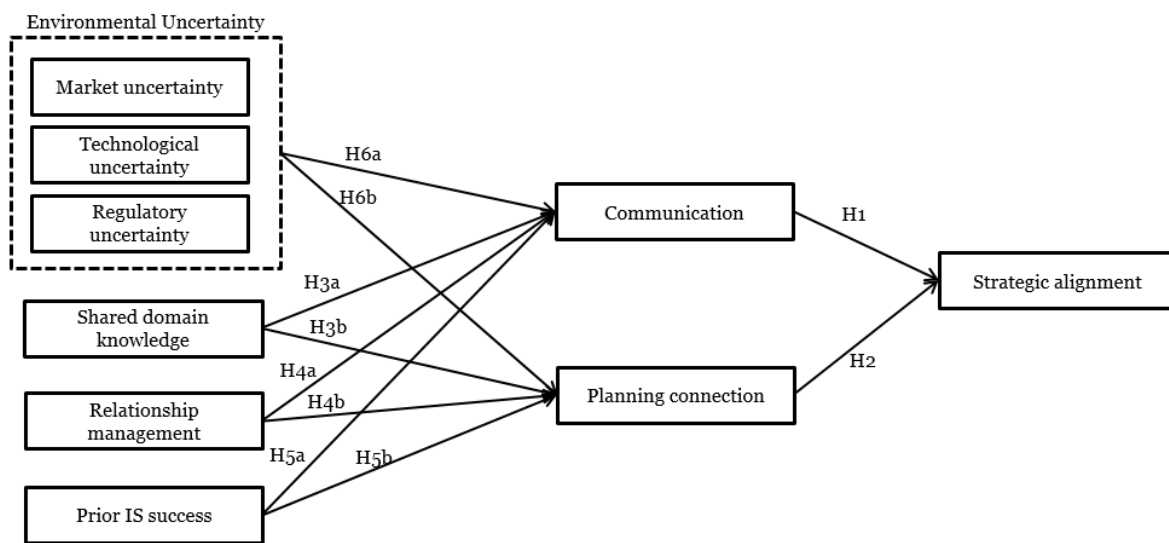 Environmental Uncertainty
Market uncertainty
Technological
uncertainty
Regulatory
uncertainty
Shared domain
knowledge
Relationship
management
Prior IS success
H6a
H6b
H3a
H3b
H4a
H4b
H5a
H5b
Communication
Planning connection
H1
H2
Strategic alignment